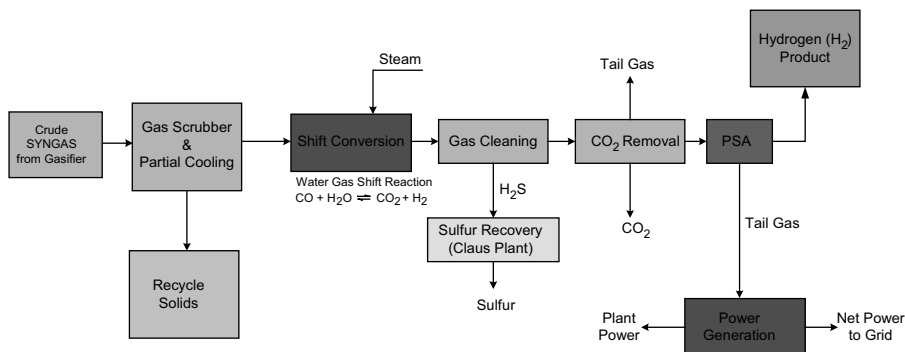 Hydrogen (H₂)
Product
Steam
Tail Gas
Crude
SYNGAS
from Gasifier
Gas Scrubber
&
Partial Cooling
Shift Conversion
Gas Cleaning
CO₂ Removal
PSA
Water Gas Shift Reaction
CO + H₂O ⇌ CO₂ + H₂
H₂S
Sulfur Recovery
(Claus Plant)
CO₂
Tail Gas
Recycle
Solids
Sulfur
Plant
Power
Power
Generation
Net Power
to Grid